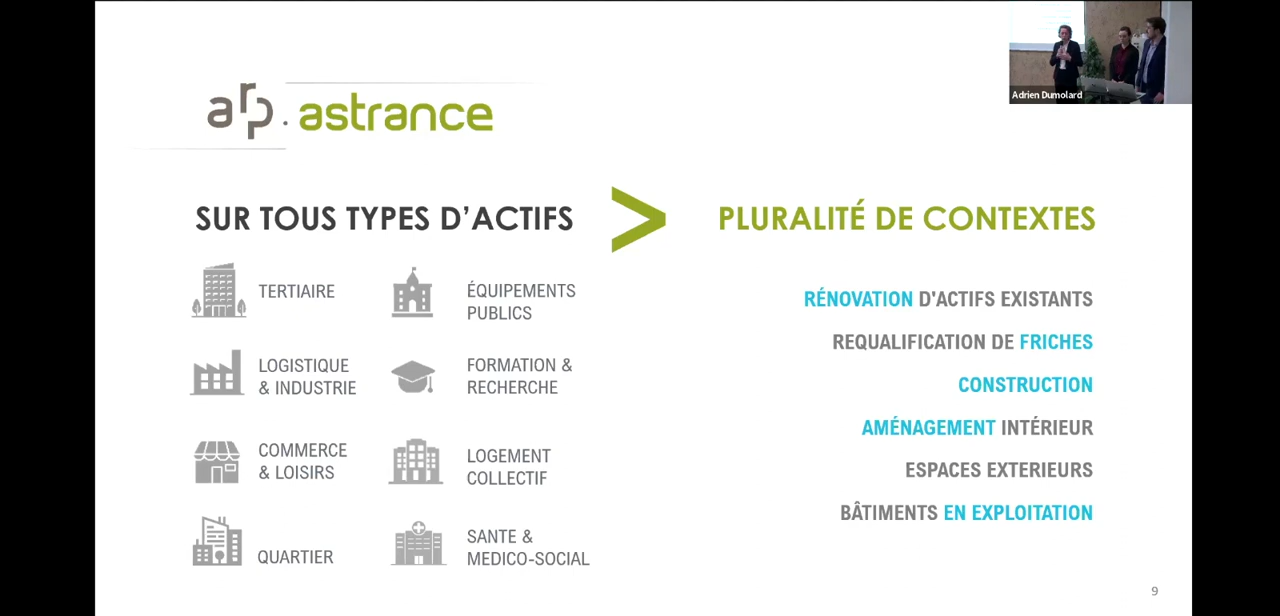 Adrien Dumolard
arp. astrance
SUR TOUS TYPES D'ACTIFS
>
PLURALITÉ DE CONTEXTES
TERTIAIRE
ÉQUIPEMENTS
PUBLICS
LOGISTIQUE
& INDUSTRIE
FORMATION &
RECHERCHE
COMMERCE
& LOISIRS
LOGEMENT
COLLECTIF
QUARTIER
SANTE &
MEDICO-SOCIAL
RÉNOVATION D'ACTIFS EXISTANTS
REQUALIFICATION DE FRICHES
CONSTRUCTION
AMÉNAGEMENT INTÉRIEUR
ESPACES EXTERIEURS
BÂTIMENTS EN EXPLOITATION
9